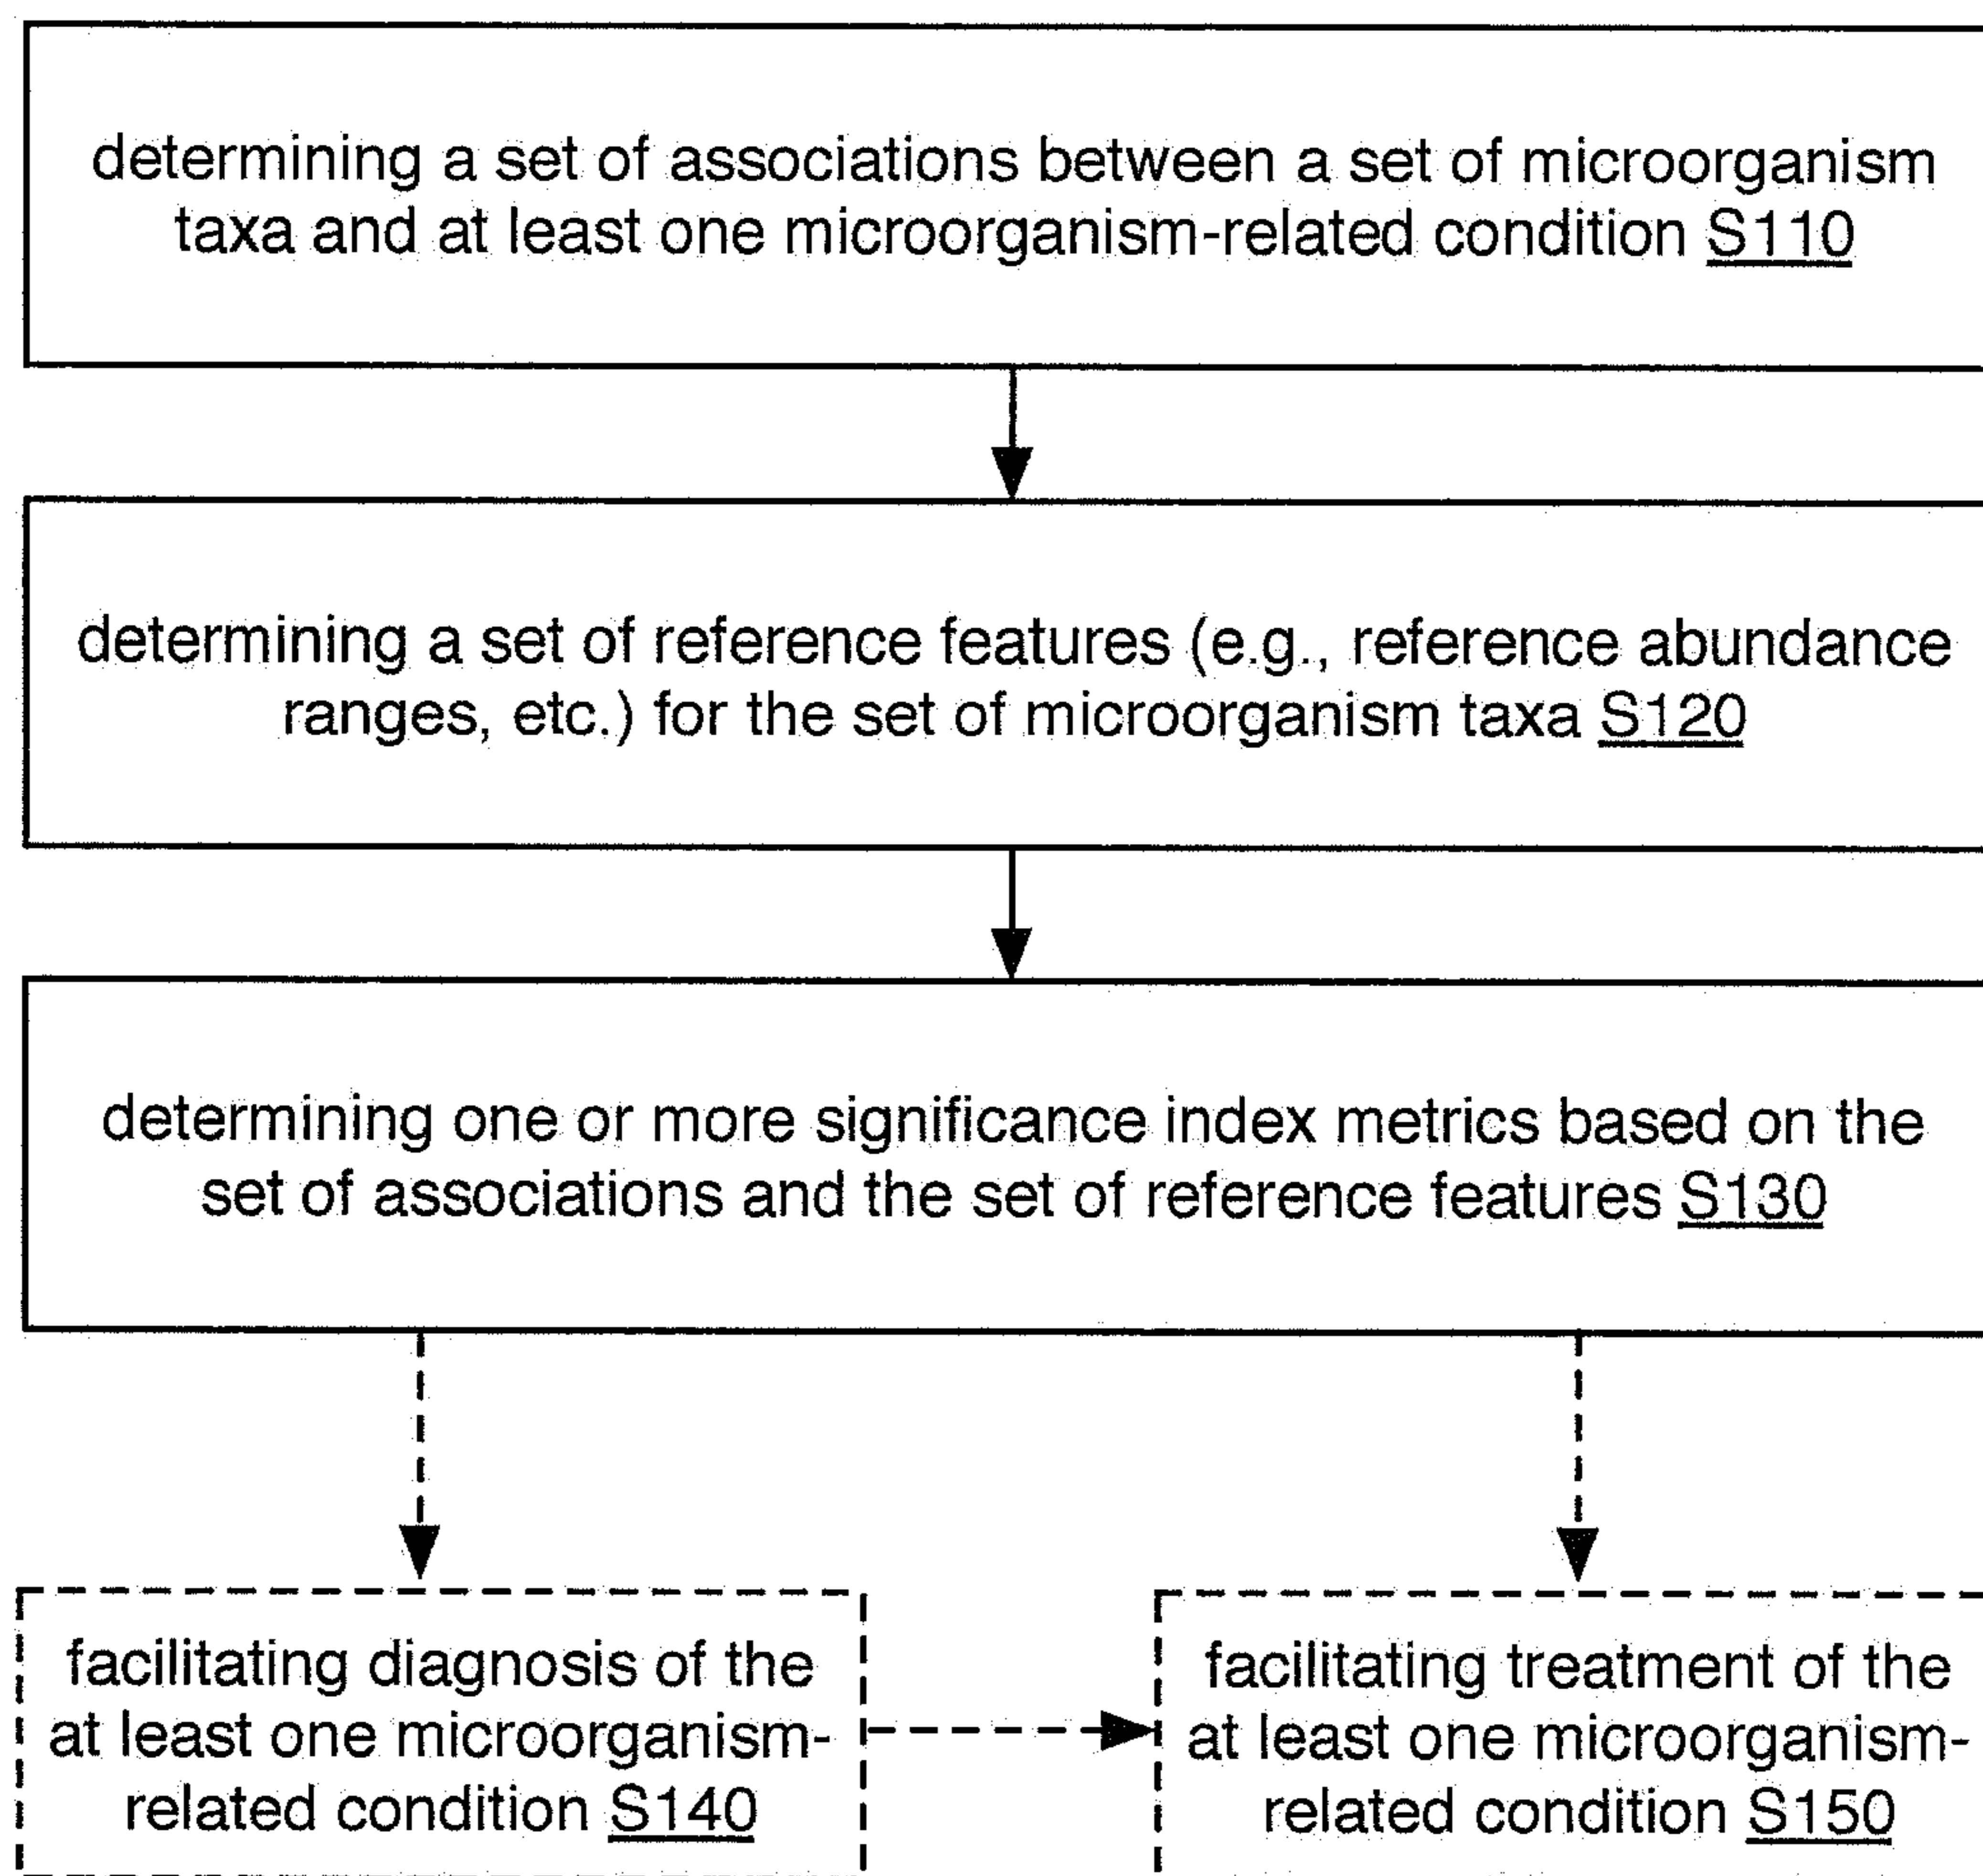 determining a set of associations between a set of microorganism
taxa and at least one microorganism-related condition S110
determining a set of reference features (e.g., reference abundance
ranges, etc.) for the set of microorganism taxa S120
determining one or more significance index metrics based on the
set of associations and the set of reference features S130
facilitating diagnosis of the
at least one microorganism-
related condition S140
facilitating treatment of the
at least one microorganism-
related condition S150